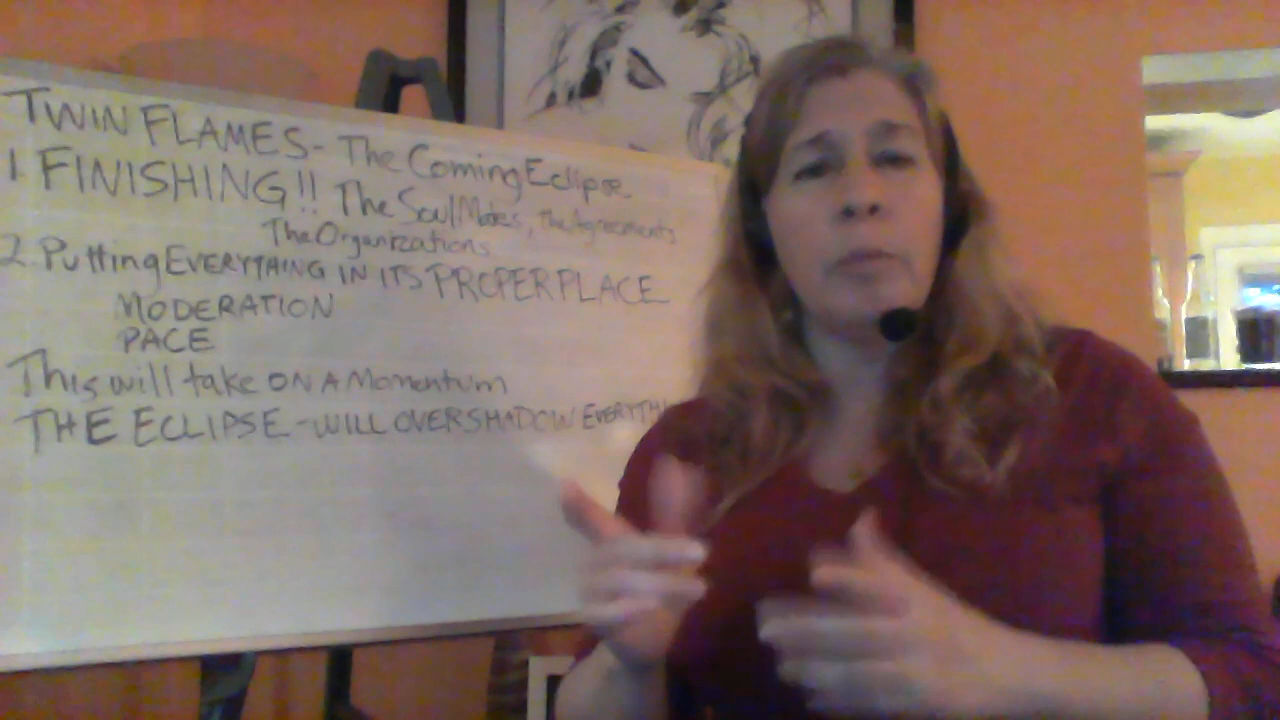 TWIN FLAMES - The Coming Eclipse
1. FINISHING!! The Soul Mates, The Agreements
The Organizations
2. Putting EVERYTHING IN ITS PROPER PLACE
MODERATION
PACE
This will take ON A Momentum
THE ECLIPSE - WILL OVERSHADOW EVERYTHI